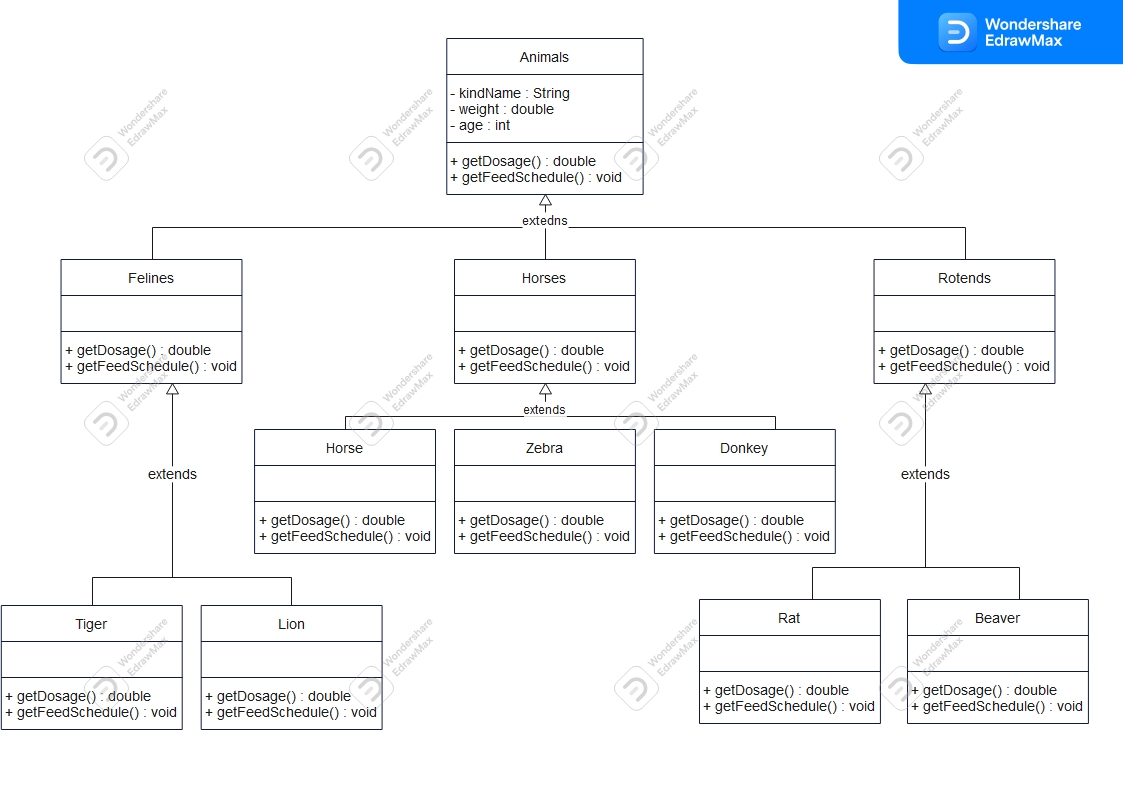 Wondershare
EdrawMax
Animals
- kindName : String
- weight : double
- age : int
+ getDosage() : double
+ getFeedSchedule() : void
extedns
Felines
+ getDosage() : double
+ getFeedSchedule() : void
Horses
+ getDosage() : double
+ getFeedSchedule() : void
Rotends
+ getDosage() : double
+ getFeedSchedule() : void
extends
extends
extends
Horse
+ getDosage() : double
+ getFeedSchedule() : void
Zebra
+ getDosage() : double
+ getFeedSchedule() : void
Donkey
+ getDosage() : double
+ getFeedSchedule() : void
Tiger
+ getDosage() : double
+ getFeedSchedule() : void
Lion
+ getDosage() : double
+ getFeedSchedule() : void
Rat
+ getDosage() : double
+ getFeedSchedule() : void
Beaver
+ getDosage() : double
+ getFeedSchedule() : void
Wondershare
EdrawMax
Wondershare
EdrawMax
Wondershare
EdrawMax
Wondershare
EdrawMax
Wondershare
EdrawMax
Wondershare
EdrawMax
Wondershare
EdrawMax
Wondershare
EdrawMax
Wondershare
EdrawMax
Wondershare
EdrawMax
Wondershare
EdrawMax
Wondershare
EdrawMax